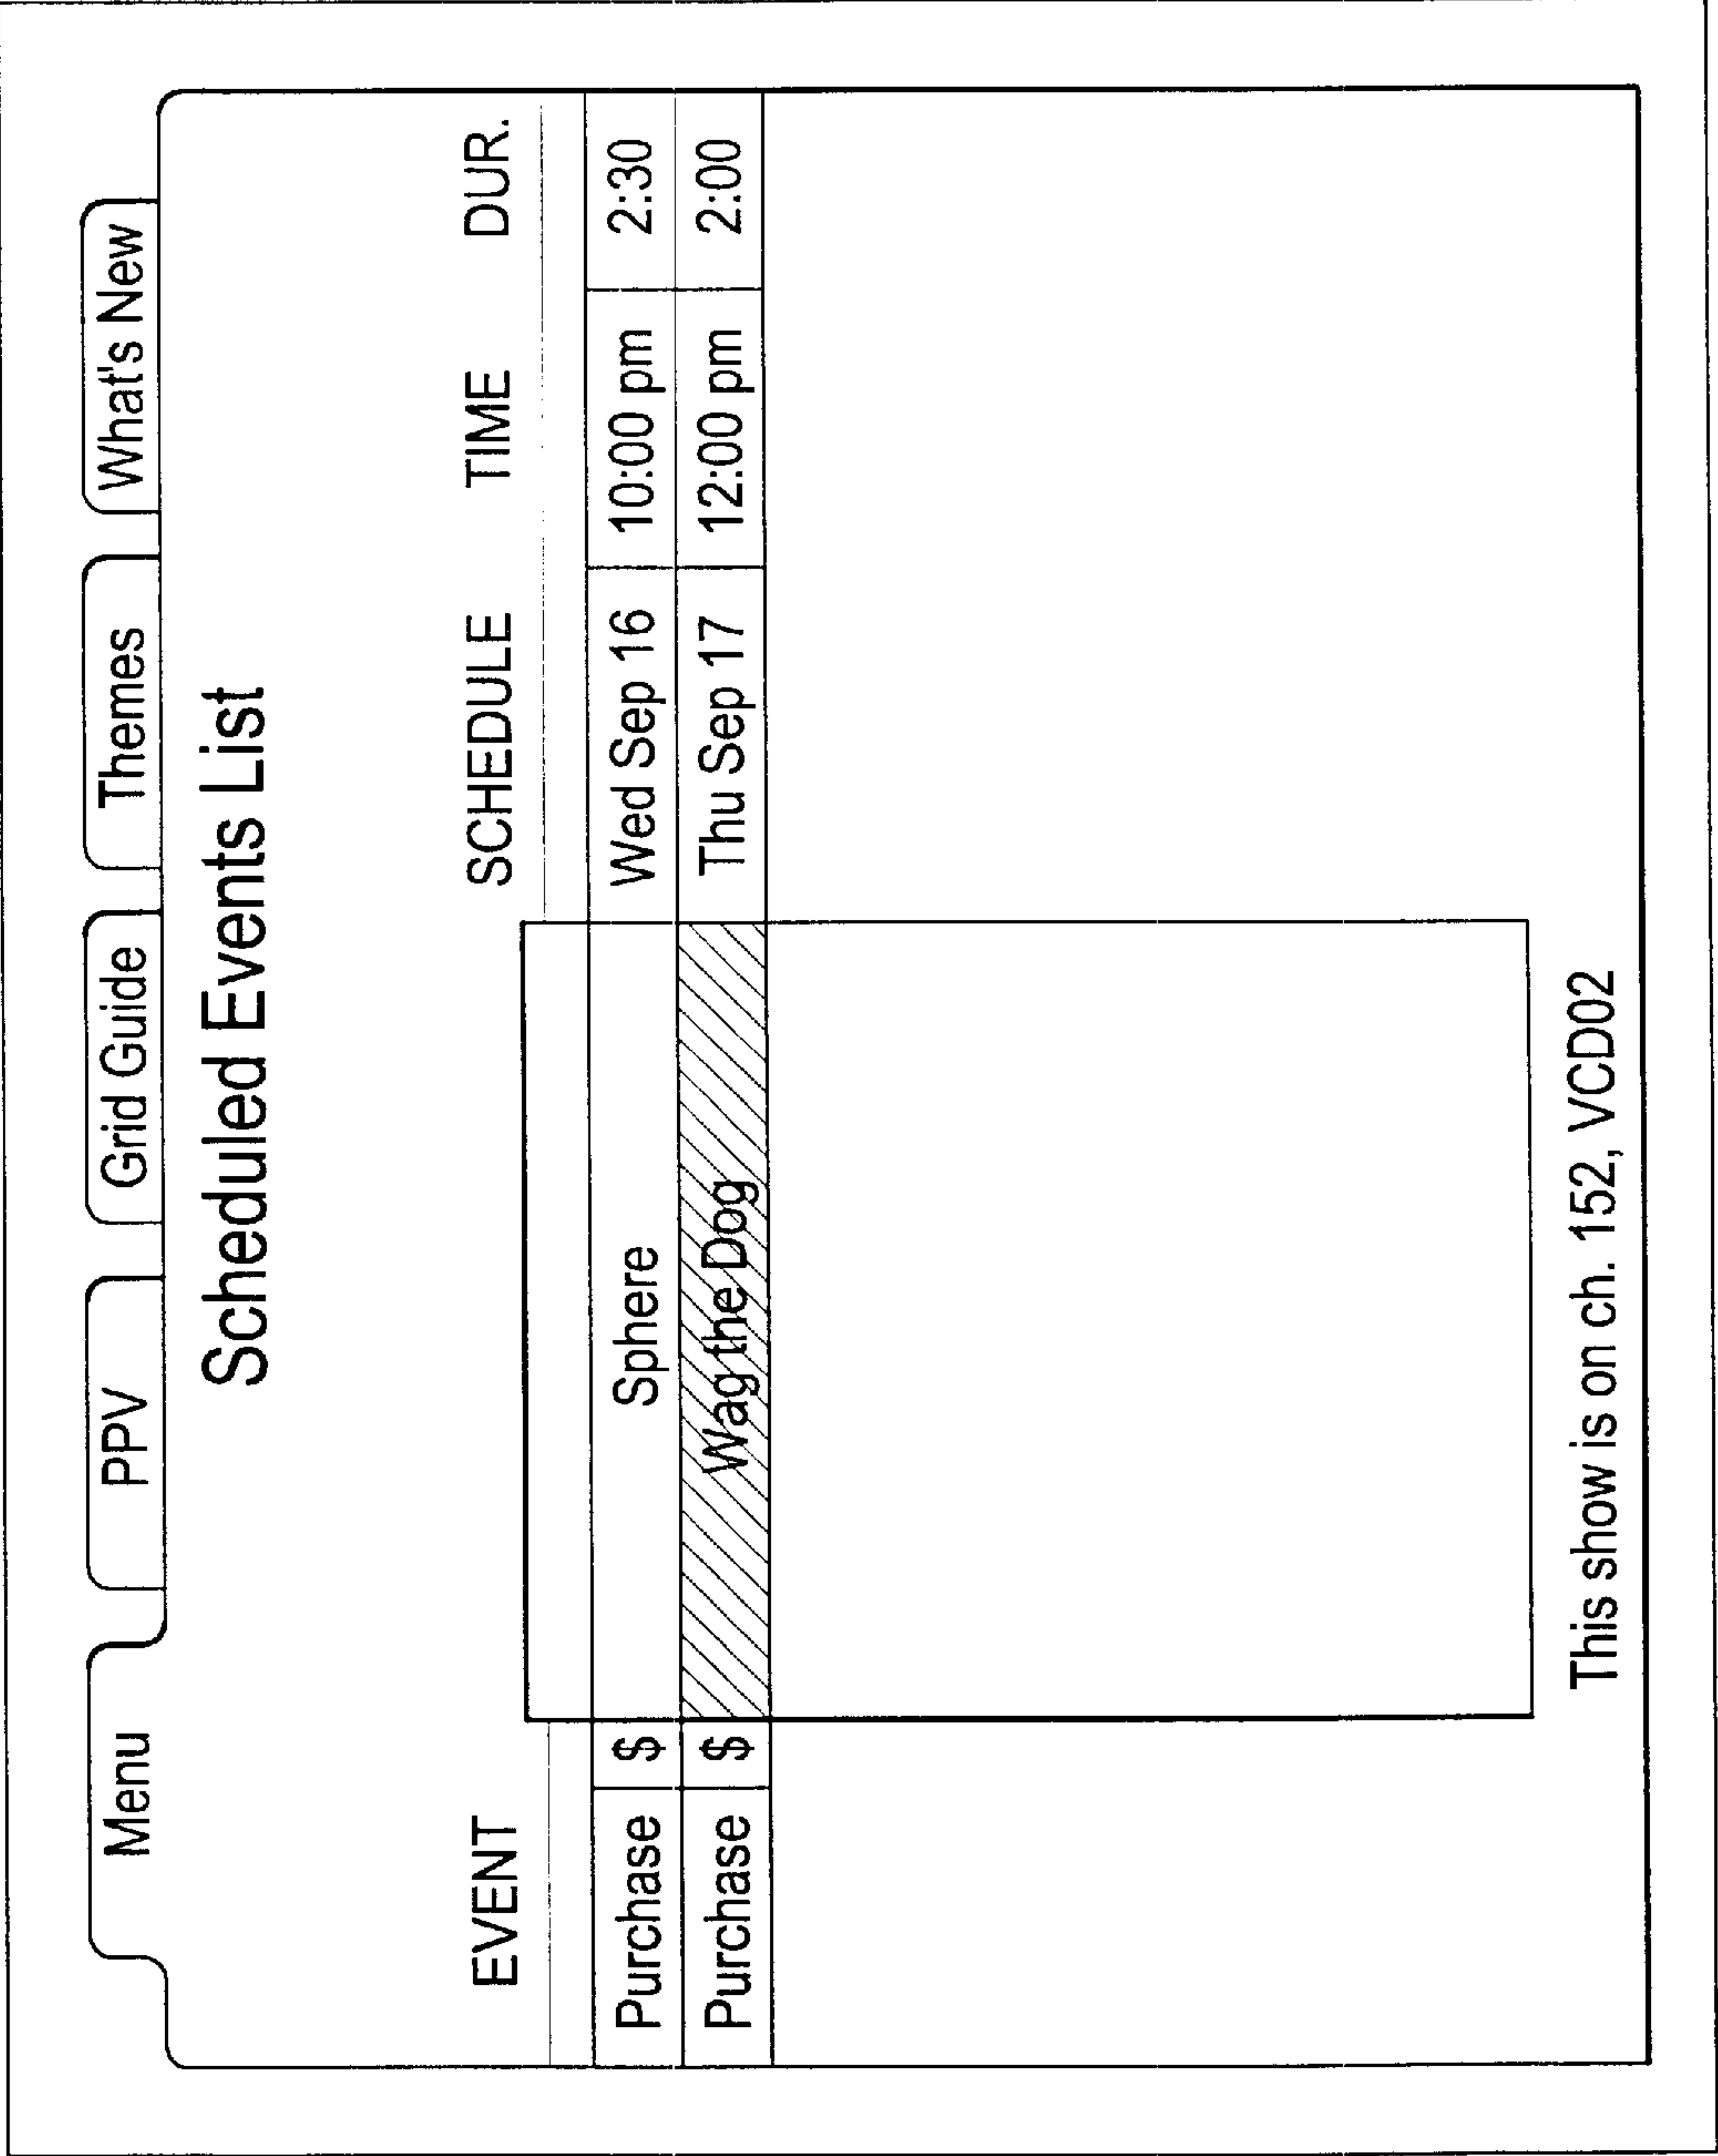 Menu PPV Grid Guide Themes What's New
Scheduled Events List
EVENT SCHEDULE TIME DUR.
Purchase $ Sphere Wed Sep 16 10:00 pm 2:30
Purchase $ Wag the Dog Thu Sep 17 12:00 pm 2:00
This show is on ch. 152, VCD02